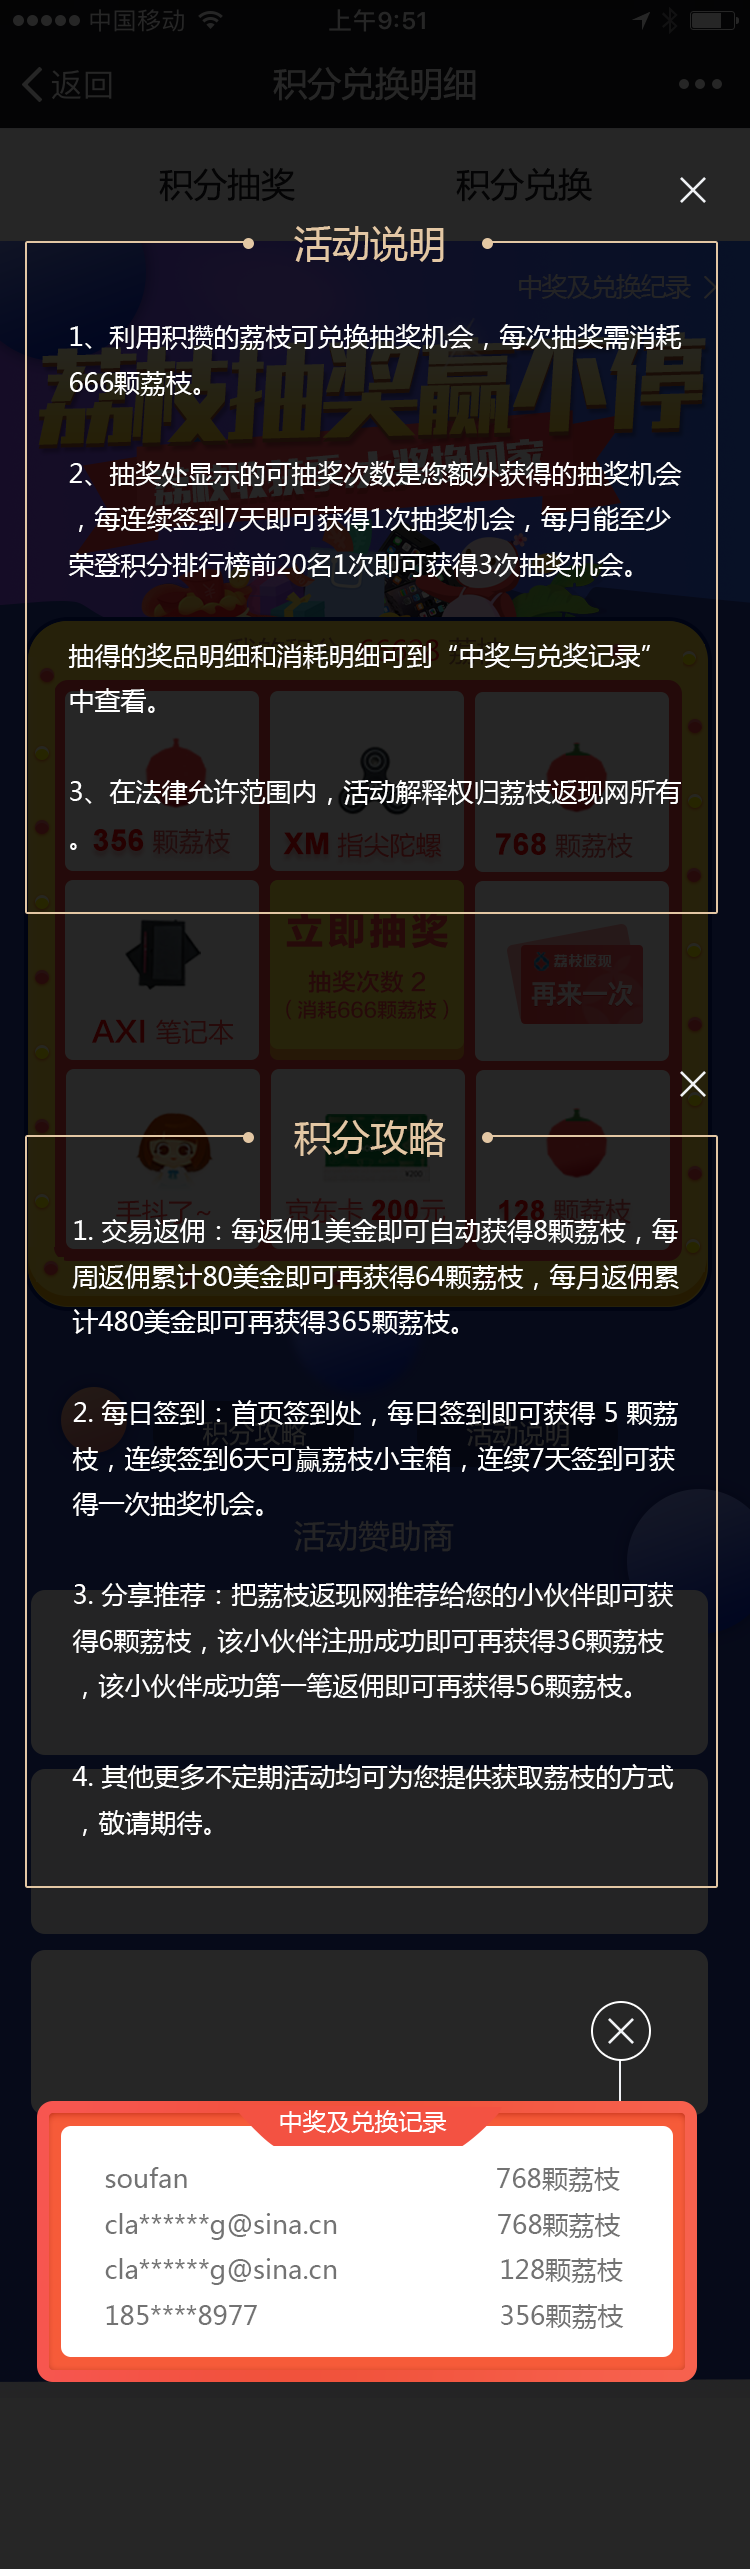 中国移动 上午9:51
返回 积分兑换明细
积分抽奖 积分兑换
活动说明
中奖及兑换纪录
1、利用积攒的荔枝可兑换抽奖机会，每次抽奖需消耗
666颗荔枝。
荔枝抽奖赢不停
2、抽奖处显示的可抽奖次数是您额外获得的抽奖机会
，每连续签到7天即可获得1次抽奖机会，每月能至少
荣登积分排行榜前20名1次即可获得3次抽奖机会。
抽得的奖品明细和消耗明细可到“中奖与兑奖记录”
中查看。
3、在法律允许范围内，活动解释权归荔枝返现网所有
。
356 颗荔枝 XM 指尖陀螺 768 颗荔枝
立即抽奖
抽奖次数 2
（消耗666颗荔枝）
荔枝返现
再来一次
AXI 笔记本
积分攻略
手抖了~ 京东卡 200元 128 颗荔枝
1. 交易返佣：每返佣1美金即可自动获得8颗荔枝，每
周返佣累计80美金即可再获得64颗荔枝，每月返佣累
计480美金即可再获得365颗荔枝。
2. 每日签到：首页签到处，每日签到即可获得 5 颗荔
枝，连续签到6天可赢荔枝小宝箱，连续7天签到可获
得一次抽奖机会。
积分攻略 活动说明
活动赞助商
3. 分享推荐：把荔枝返现网推荐给您的小伙伴即可获
得6颗荔枝，该小伙伴注册成功即可再获得36颗荔枝
，该小伙伴成功第一笔返佣即可再获得56颗荔枝。
4. 其他更多不定期活动均可为您提供获取荔枝的方式
，敬请期待。
中奖及兑换记录
soufan 768颗荔枝
cla******g@sina.cn 768颗荔枝
cla******g@sina.cn 128颗荔枝
185****8977 356颗荔枝